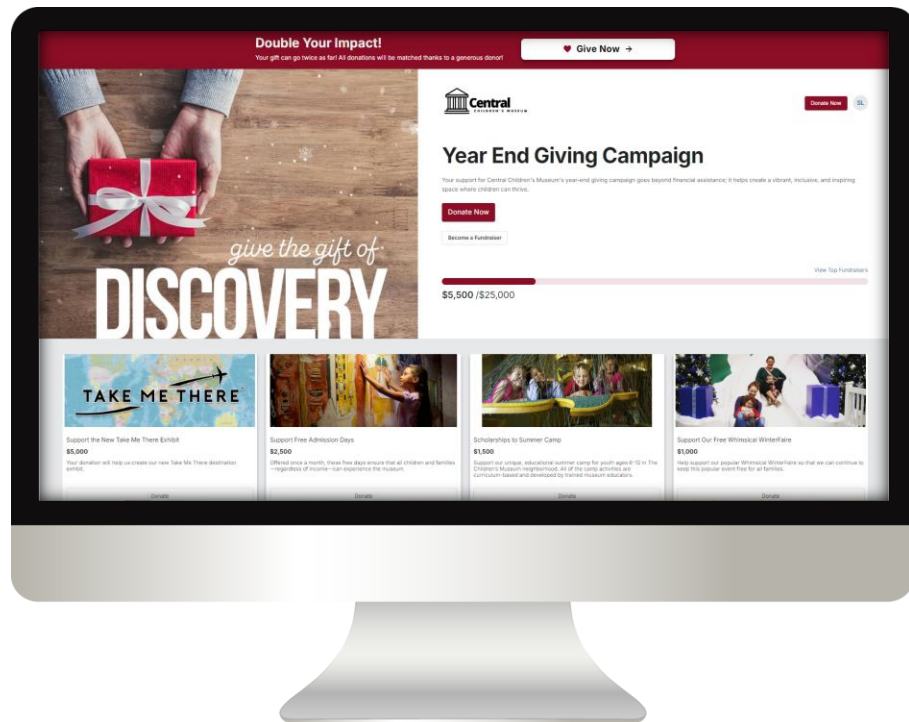 Double Your Impact!
Your gift can go twice as far! All donations will be matched thanks to a generous donor!
Give Now
Central
CHILDREN'S MUSEUM
Donate Now
SL
Year End Giving Campaign
Your support for Central Children's Museum's year-end giving campaign goes beyond financial assistance; it helps create a vibrant, inclusive, and inspiring
space where children can thrive.
Donate Now
Become a Fundraiser
View Top Fundraisers
$5,500 /$25,000
give the gift of
DISCOVERY
TAKE ME THERE
Support the New Take Me There Exhibit
$5,000
Your donation will help us create our new Take Me There destination
exhibit.
Donate
Support Free Admission Days
$2,500
Offered once a month, these free days ensure that all children and families
—regardless of income—can experience the museum.
Donate
Scholarships to Summer Camp
$1,500
Support our unique, educational summer camp for youth ages 6-10 in The
Children's Museum neighborhood. All of the camp activities are
curriculum-based and developed by trained museum educators.
Donate
Support Our Free Whimsical WinterFaire
$1,000
Help support our popular Whimsical WinterFaire so that we can continue to
keep this popular event free for all families.
Donate